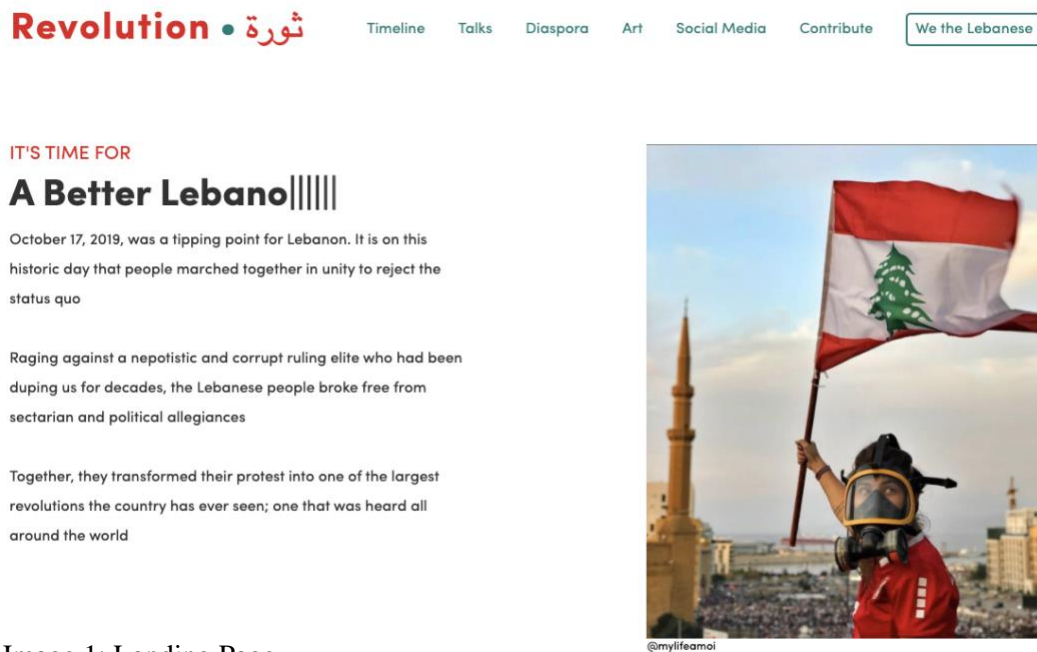 Revolution • ثورة
Timeline Talks Diaspora Art Social Media Contribute We the Lebanese
IT'S TIME FOR
A Better Lebano||||||
October 17, 2019, was a tipping point for Lebanon. It is on this
historic day that people marched together in unity to reject the
status quo
Raging against a nepotistic and corrupt ruling elite who had been
duping us for decades, the Lebanese people broke free from
sectarian and political allegiances
Together, they transformed their protest into one of the largest
revolutions the country has ever seen; one that was heard all
around the world
@mylifeamoi
Image 1: Landing Page